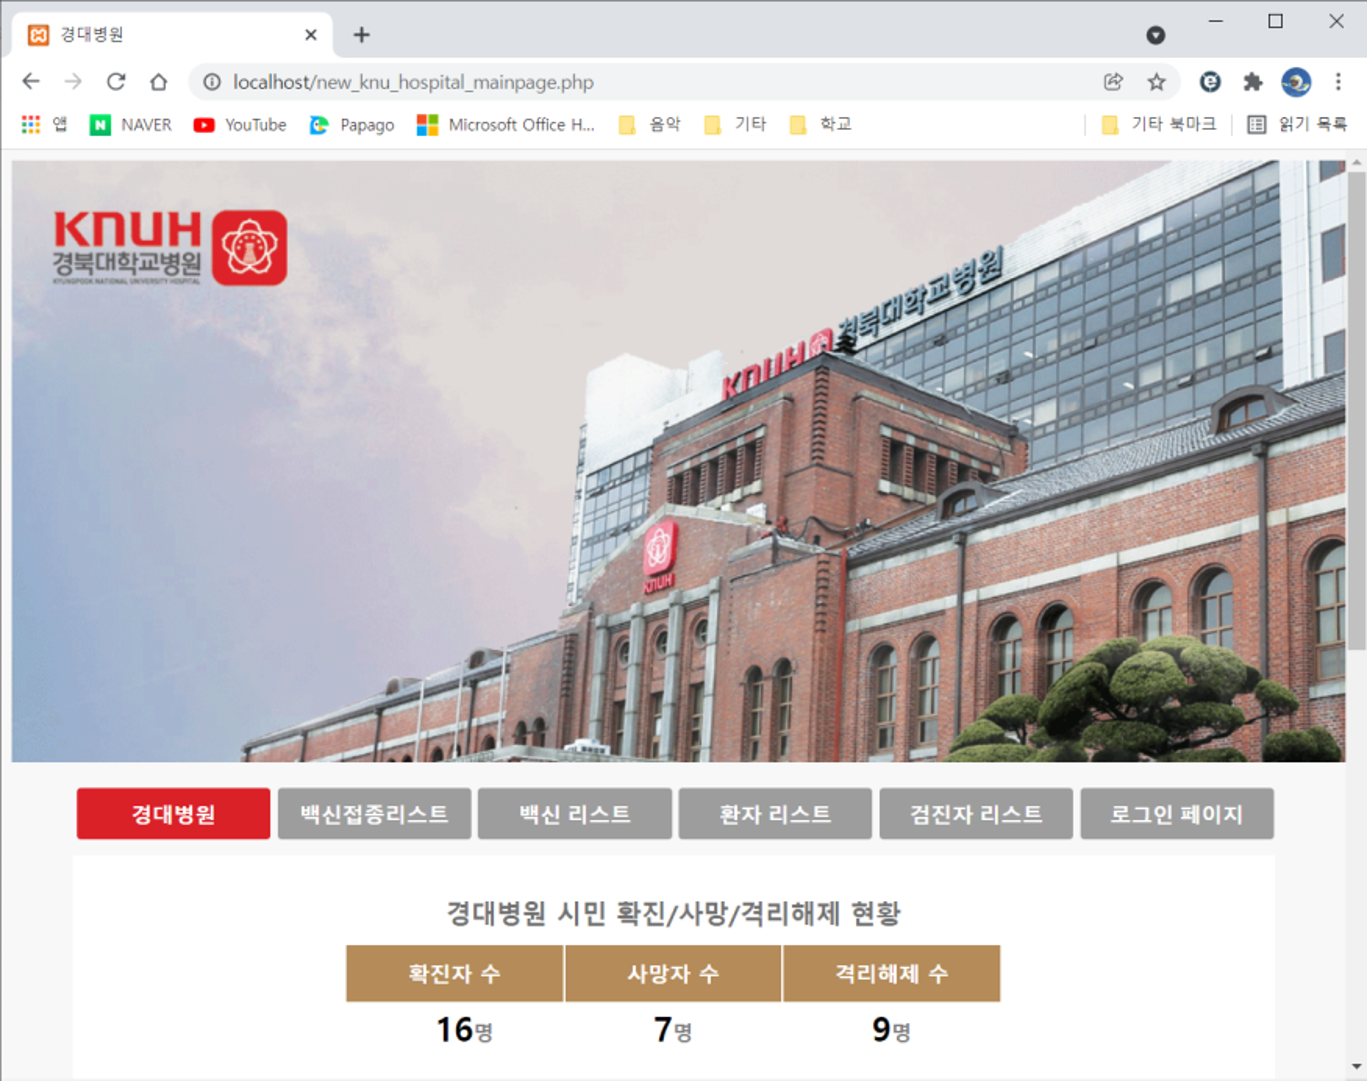 경대병원
localhost/new_knu_hospital_mainpage.php
앱 NAVER YouTube Papago Microsoft Office H... 음악 기타 학교 기타 북마크 읽기 목록
KNUH
경북대학교병원
KYUNGPOOK NATIONAL UNIVERSITY HOSPITAL
KNUH 경북대학교병원
KNUH
경대병원 백신접종리스트 백신 리스트 환자 리스트 검진자 리스트 로그인 페이지
경대병원 시민 확진/사망/격리해제 현황
확진자 수 사망자 수 격리해제 수
16명 7명 9명